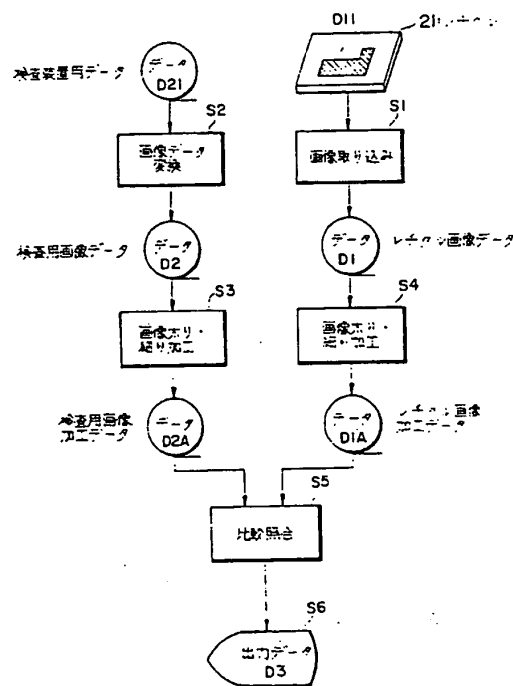 D11
21:レチクル
検査装置用データ
データ
D21
S2
S1
画像データ
変換
画像取り込み
検査用画像データ
データ
D2
データ
D1
レチクル画像データ
S3
S4
画像太り・
細り加工
画像太り・
細り加工
検査用画像
加工データ
データ
D2A
データ
D1A
レチクル画像
加工データ
S5
比較照合
S6
出力データ
D3